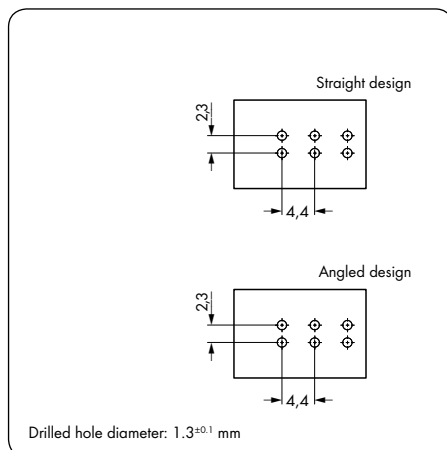 Straight design
2,3
4,4
Angled design
2,3
4,4
Drilled hole diameter: 1.3±0.1 mm